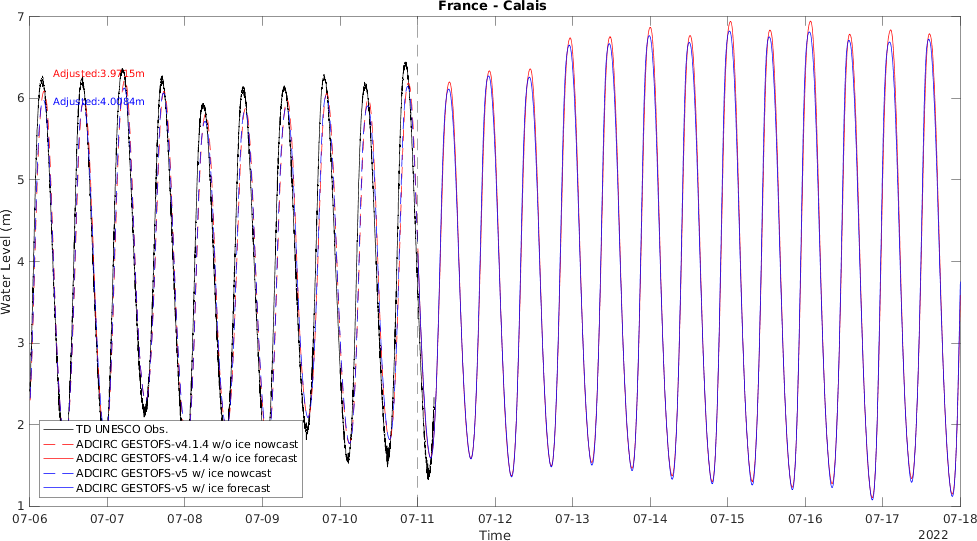 France - Calais
7
6
5
4
3
2
1
Water Level (m)
Adjusted:3.9715m
Adjusted:4.0084m
TD UNESCO Obs.
ADCIRC GESTOFS-v4.1.4 w/o ice nowcast
ADCIRC GESTOFS-v4.1.4 w/o ice forecast
ADCIRC GESTOFS-v5 w/ ice nowcast
ADCIRC GESTOFS-v5 w/ ice forecast
07-06 07-07 07-08 07-09 07-10 07-11 07-12 07-13 07-14 07-15 07-16 07-17 07-18
Time
2022